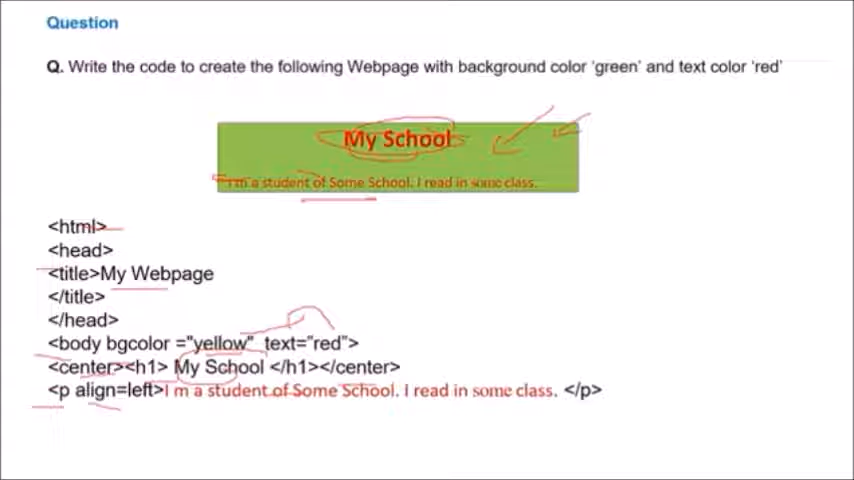 Question
Q. Write the code to create the following Webpage with background color ‘green’ and text color ‘red’
My School
I m a student of Some School. I read in some class.
<html>
<head>
<title>My Webpage
</title>
</head>
<body bgcolor ="yellow" text="red">
<center><h1> My School </h1></center>
<p align=left>I m a student of Some School. I read in some class. </p>